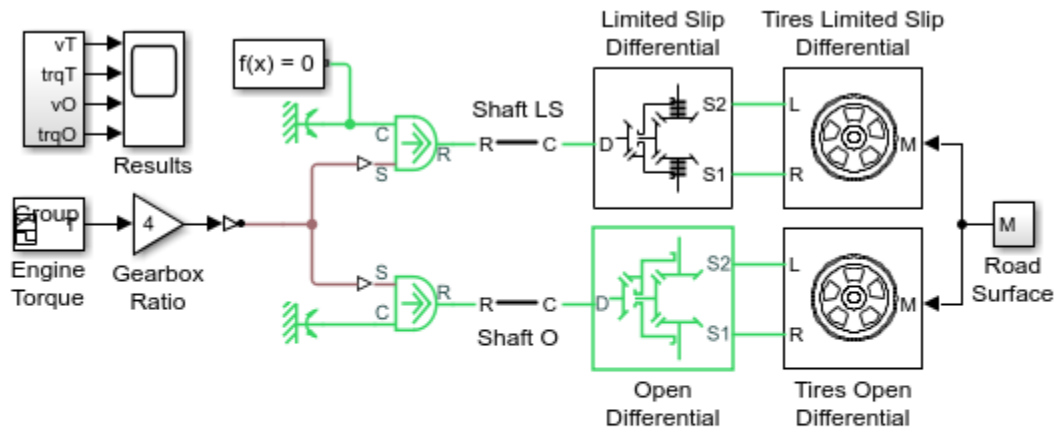 vT
trqT
vO
trqO
Results
f(x) = 0
C
S
R
Shaft LS
R
C
Limited Slip
Differential
D
S2
S1
Tires Limited Slip
Differential
L
R
M
Group
Engine
Torque
4
Gearbox
Ratio
S
C
R
R
C
Shaft O
D
S2
S1
Open
Differential
L
R
M
Tires Open
Differential
M
Road
Surface